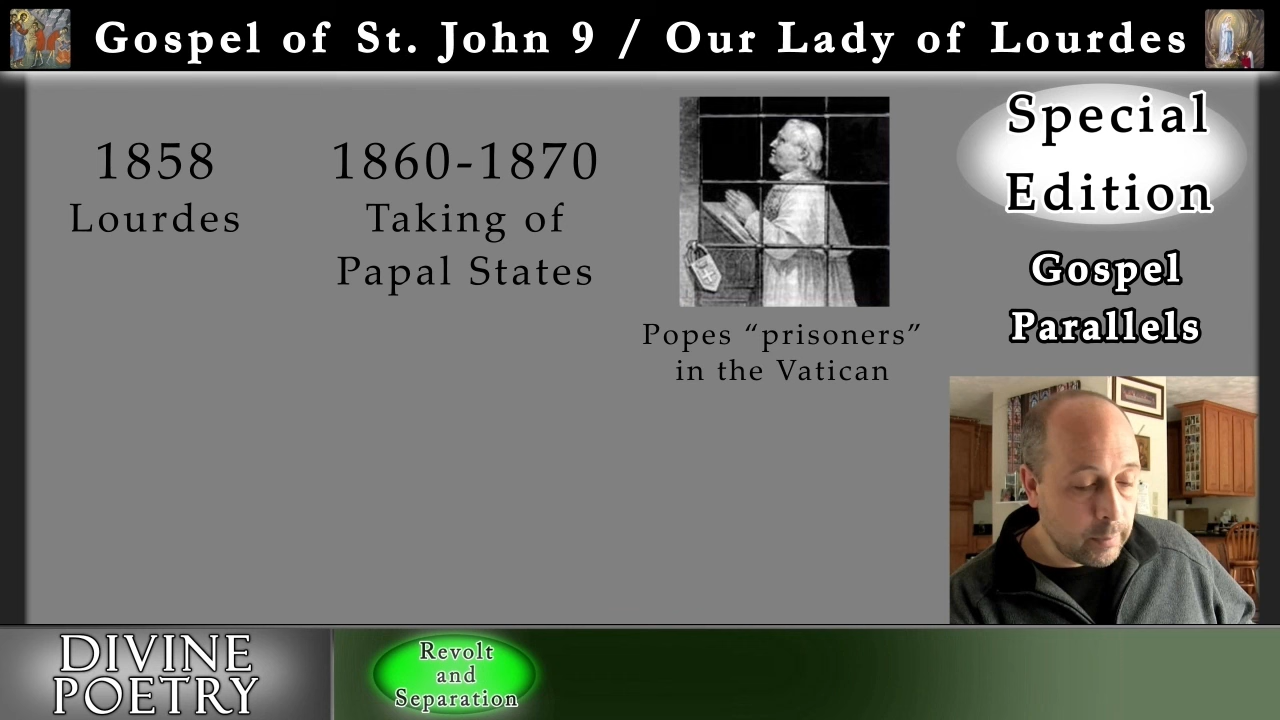 Gospel of St. John 9 / Our Lady of Lourdes
1858
Lourdes
1860-1870
Taking of
Papal States
Popes “prisoners”
in the Vatican
Special
Edition
Gospel
Parallels
DIVINE
POETRY
Revolt
and
Separation